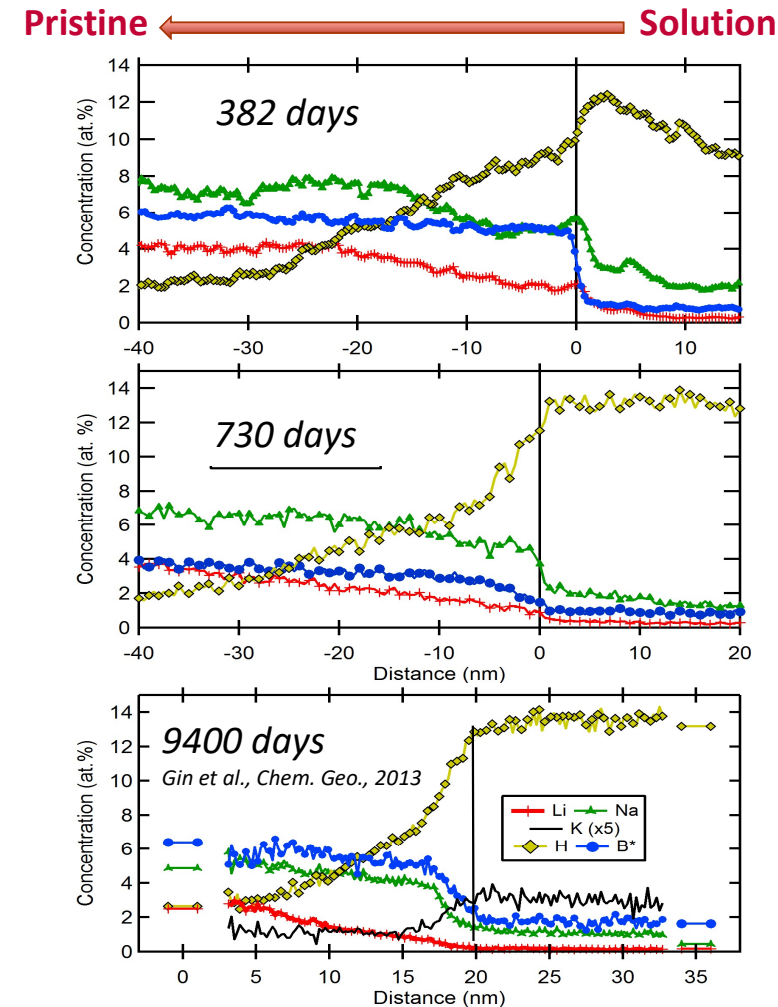 Pristine Solution
Concentration (at.%)
14
12
10
8
6
4
2
0
382 days
-40 -30 -20 -10 0 10
Concentration (at. %)
14
12
10
8
6
4
2
0
730 days
-40 -30 -20 -10 0 10 20
Distance (nm)
Concentration (at.%)
14
12
10
8
6
4
2
0
9400 days
Gin et al., Chem. Geo., 2013
Li Na
K (x5)
H B*
0 5 10 15 20 25 30 35
Distance (nm)